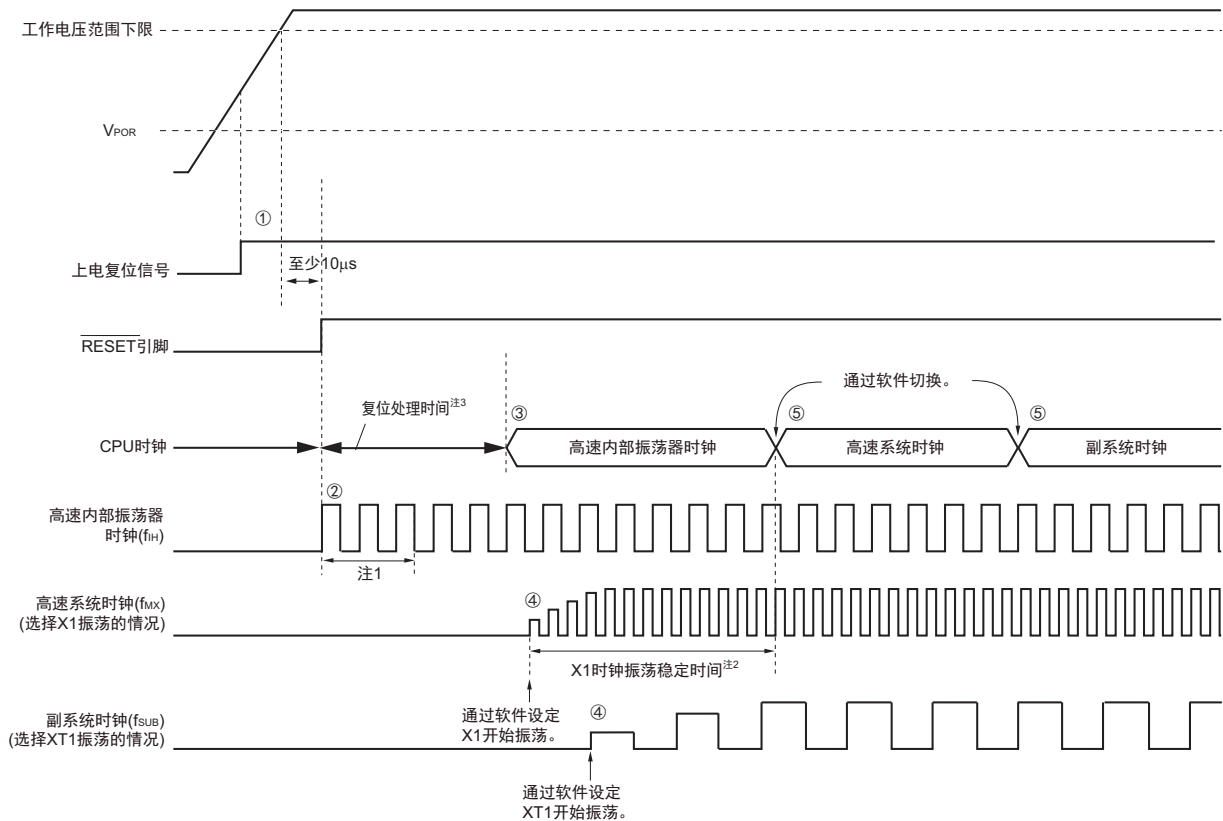 工作电压范围下限
VPOR
①
上电复位信号
至少10μs
RESET引脚
通过软件切换。
复位处理时间注3
③
⑤
⑤
CPU时钟
高速内部振荡器时钟
高速系统时钟
副系统时钟
②
高速内部振荡器
时钟(fIH)
注1
高速系统时钟(fMX)
(选择X1振荡的情况)
④
X1时钟振荡稳定时间注2
通过软件设定
X1开始振荡。
副系统时钟(fSUB)
(选择XT1振荡的情况)
④
通过软件设定
XT1开始振荡。